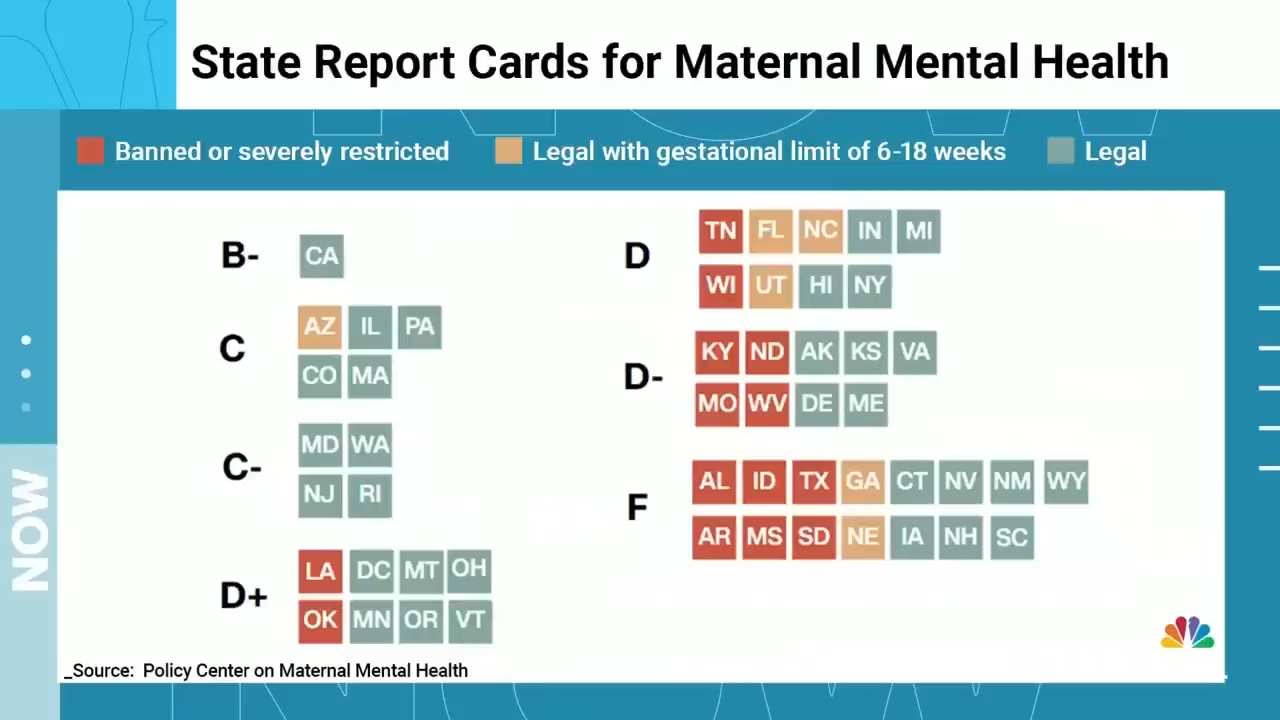 State Report Cards for Maternal Mental Health
Banned or severely restricted Legal with gestational limit of 6-18 weeks Legal
B- CA
C AZ IL PA
CO MA
C- MD WA
NJ RI
D+ LA DC MT OH
OK MN OR VT
D TN FL NC IN MI
WI UT HI NY
D- KY ND AK KS VA
MO WV DE ME
F AL ID TX GA CT NV NM WY
AR MS SD NE IA NH SC
_Source: Policy Center on Maternal Mental Health
NOW